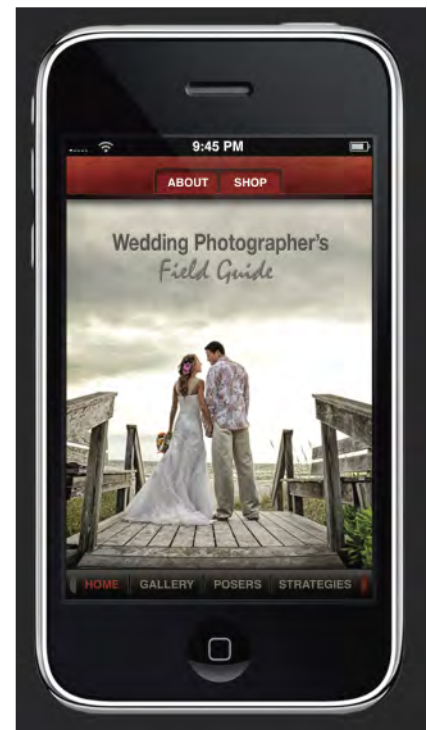 9:45 PM
ABOUT SHOP
Wedding Photographer's
Field Guide
HOME GALLERY POSERS STRATEGIES